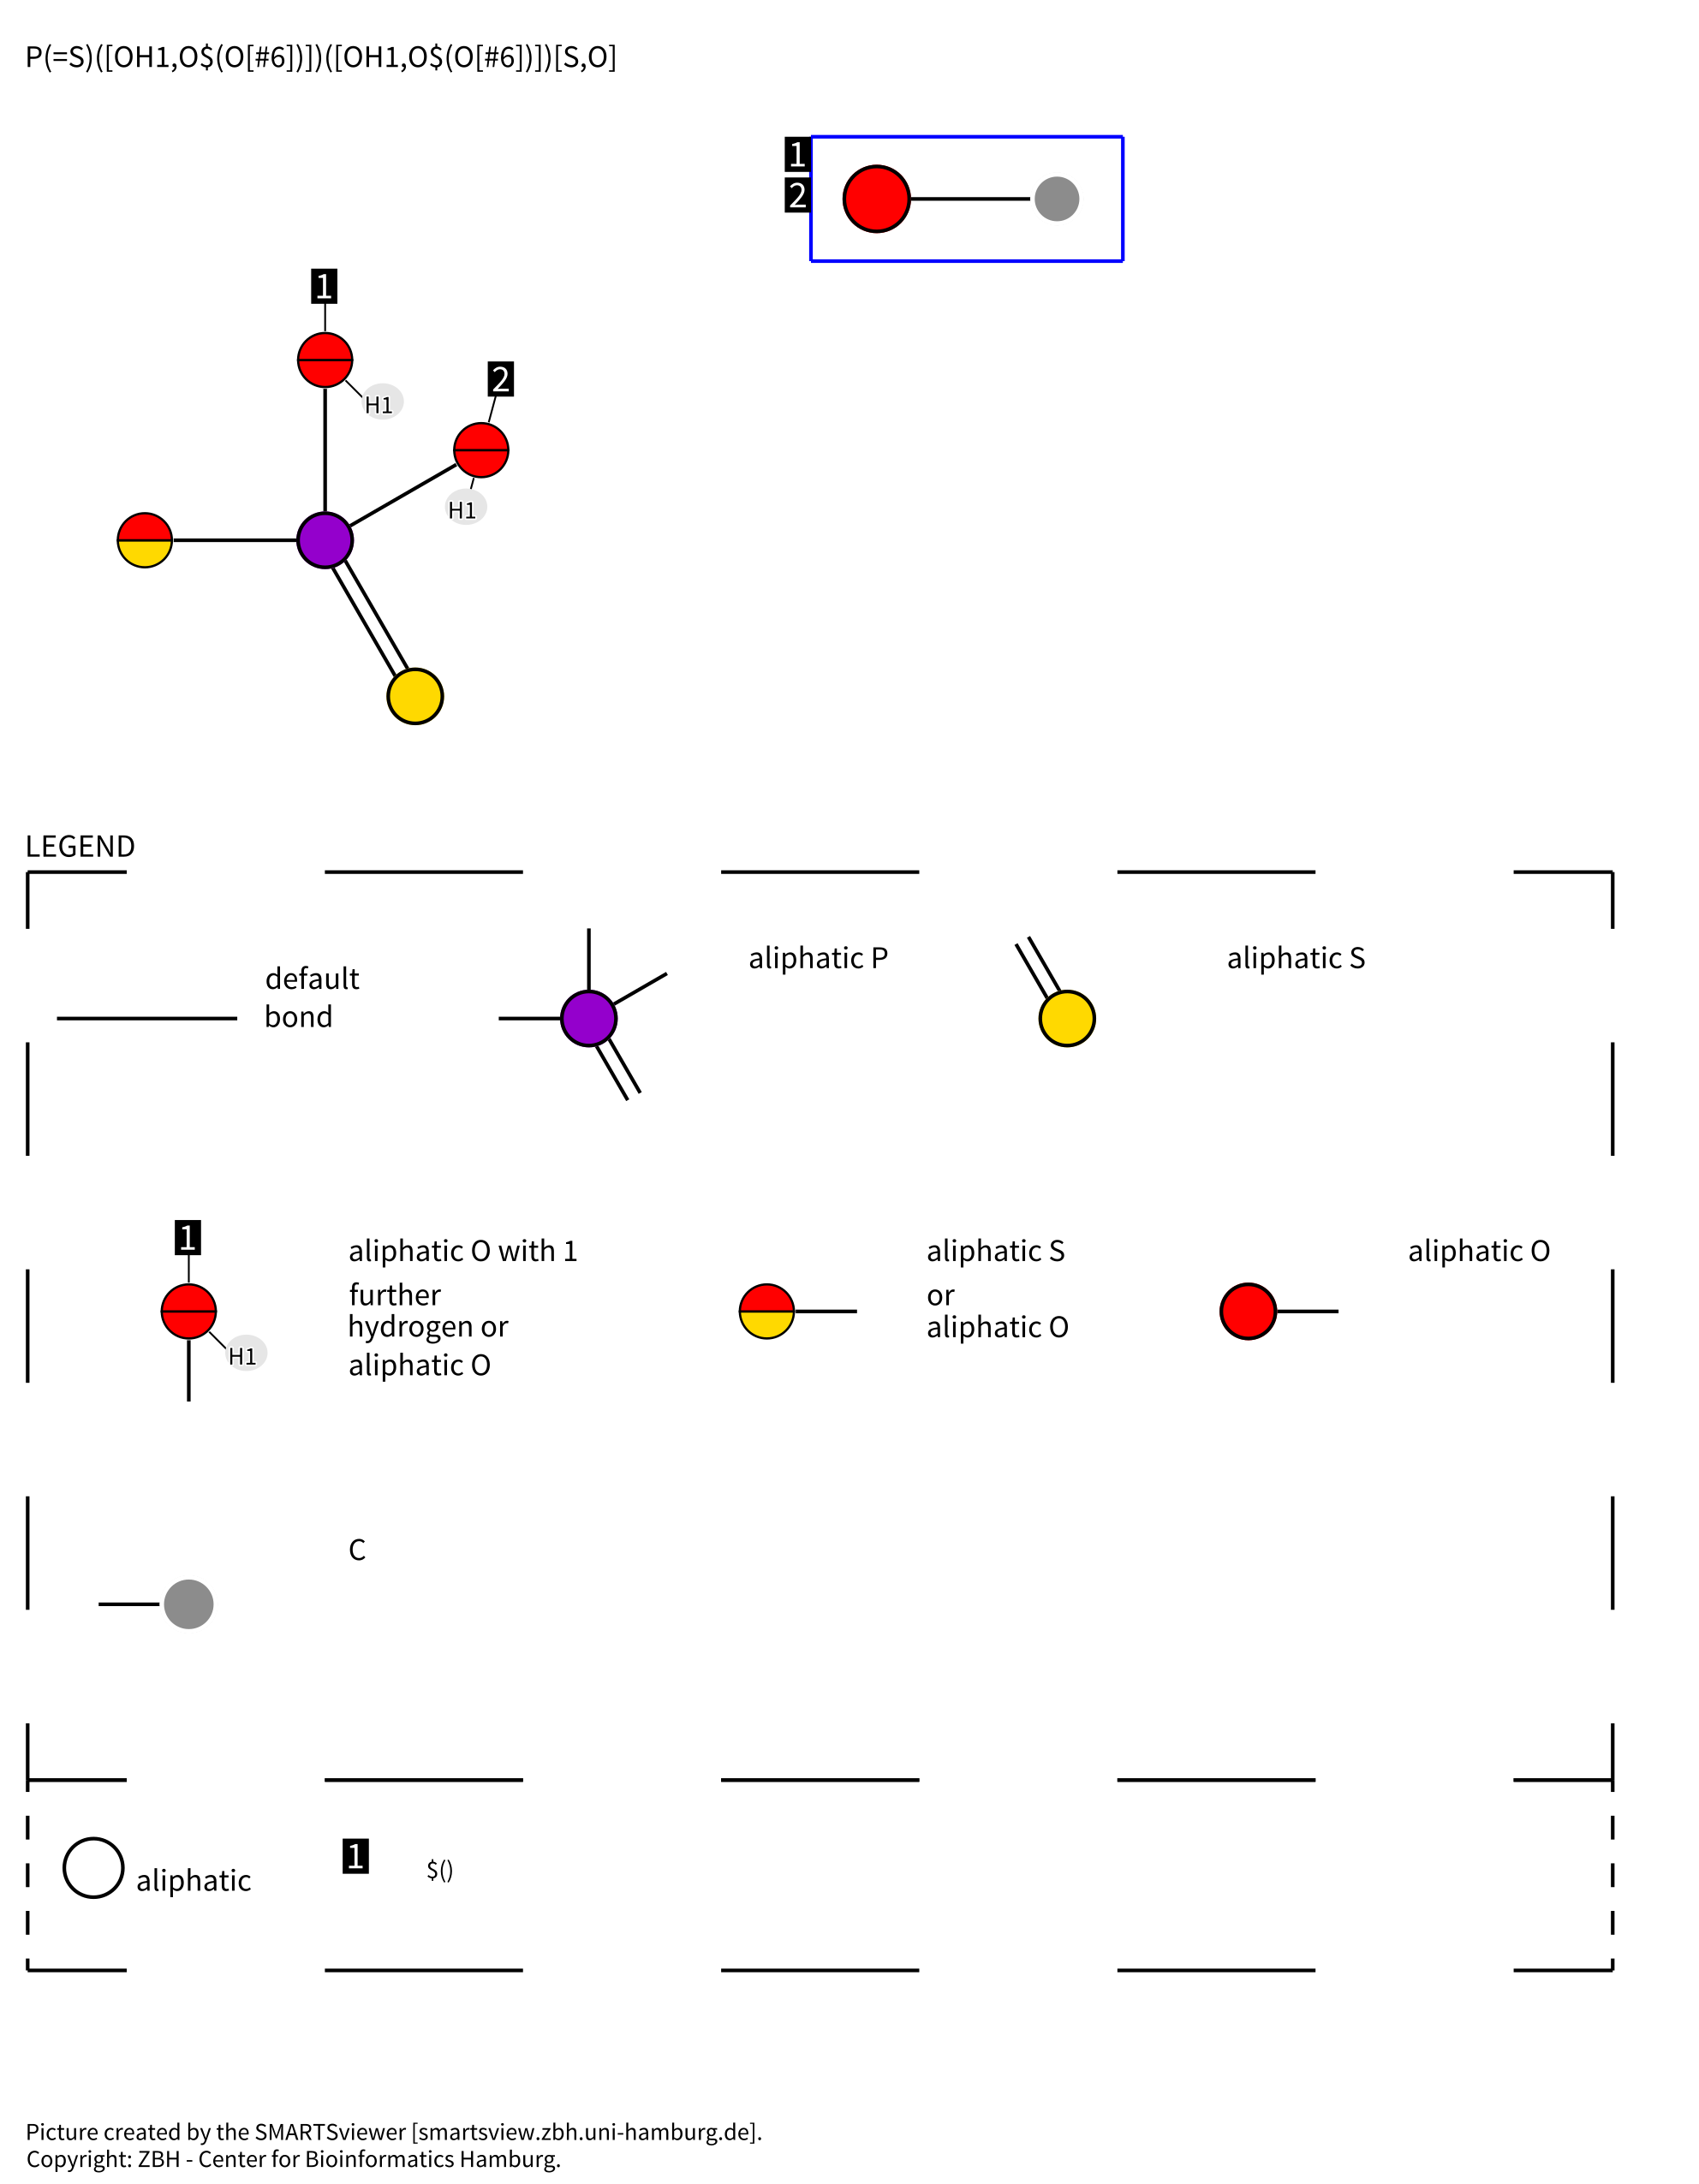 P(=S)([OH1,O$(O[#6])])([OH1,O$(O[#6])])[S,O]
1
2
1
H1
2
H1
LEGEND
default
bond
aliphatic P
aliphatic S
1
H1
aliphatic O with 1
further
hydrogen or
aliphatic O
aliphatic S
or
aliphatic O
aliphatic O
C
aliphatic
1
$()
Picture created by the SMARTSviewer [smartsview.zbh.uni-hamburg.de].
Copyright: ZBH - Center for Bioinformatics Hamburg.